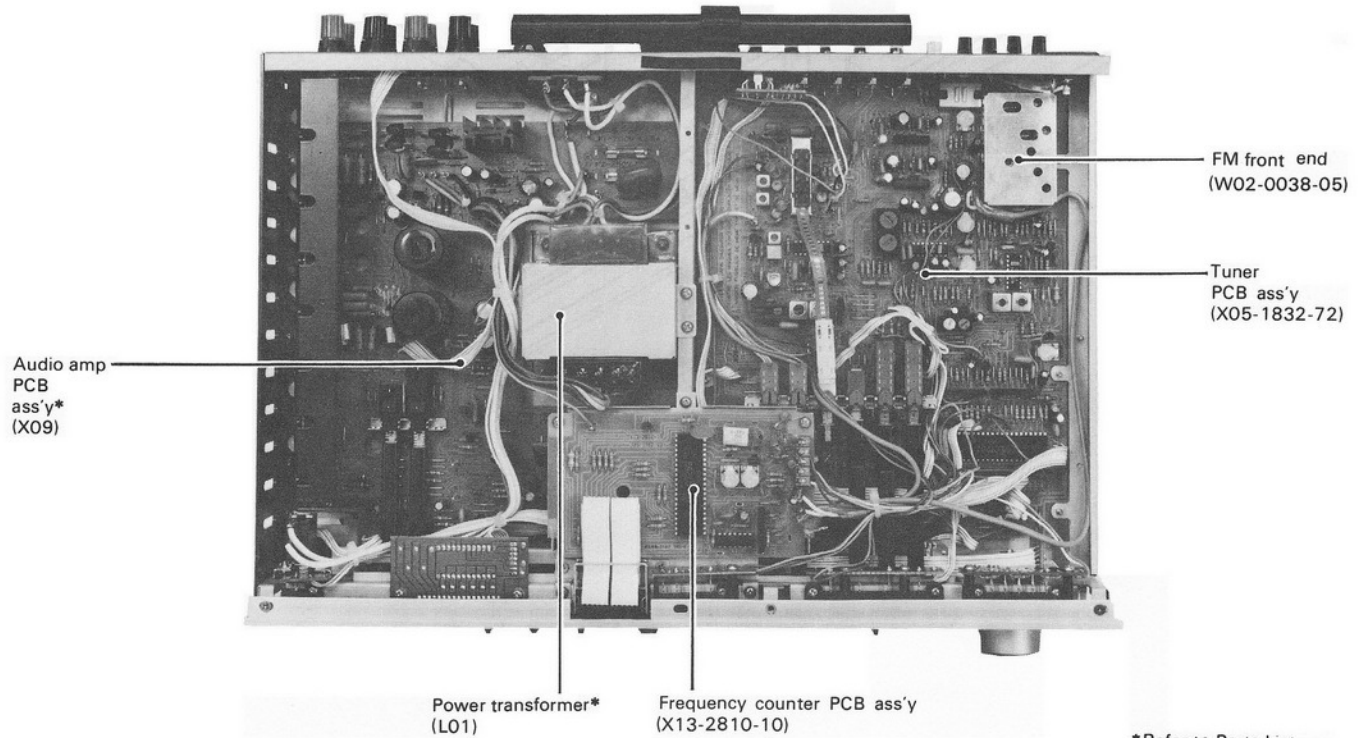 FM front end
(W02-0038-05)
Tuner
PCB ass'y
(X05-1832-72)
Audio amp
PCB
ass'y*
(X09)
Power transformer*
(L01)
Frequency counter PCB ass'y
(X13-2810-10)